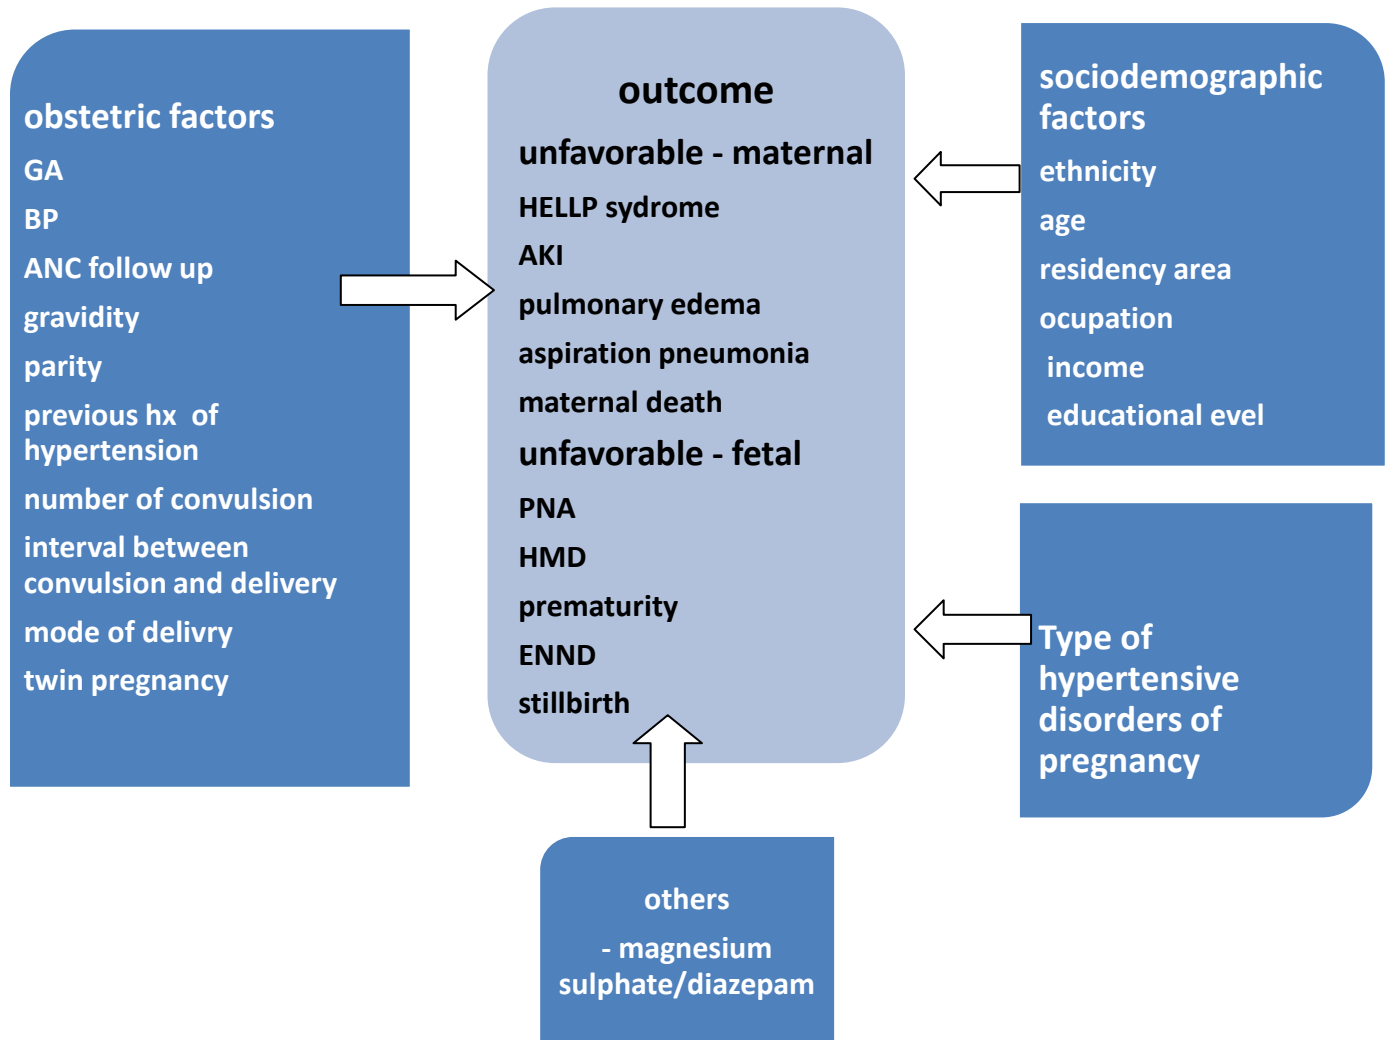 obstetric factors
GA
BP
ANC follow up
gravidity
parity
previous hx of
hypertension
number of convulsion
interval between
convulsion and delivery
mode of delivry
twin pregnancy
outcome
unfavorable - maternal
HELLP sydrome
AKI
pulmonary edema
aspiration pneumonia
maternal death
unfavorable - fetal
PNA
HMD
prematurity
ENND
stillbirth
sociodemographic
factors
ethnicity
age
residency area
ocupation
income
educational evel
Type of
hypertensive
disorders of
pregnancy
others
- magnesium
sulphate/diazepam